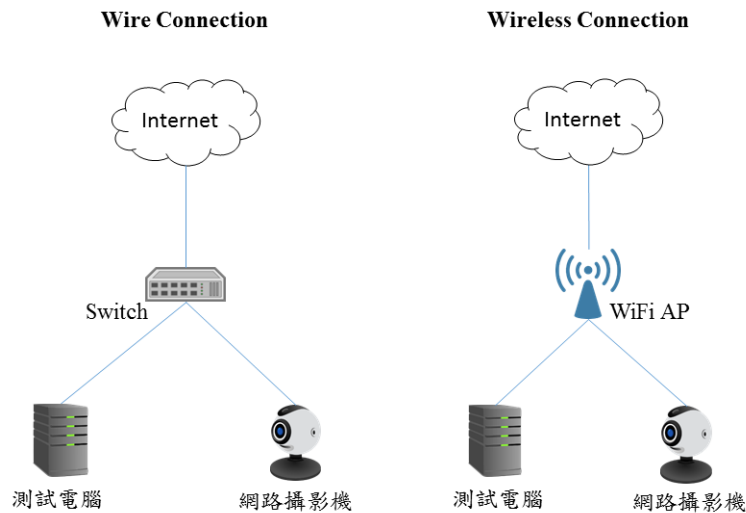 Wire Connection
Wireless Connection
Internet
Internet
Switch
WiFi AP
測試電腦
網路攝影機
測試電腦
網路攝影機